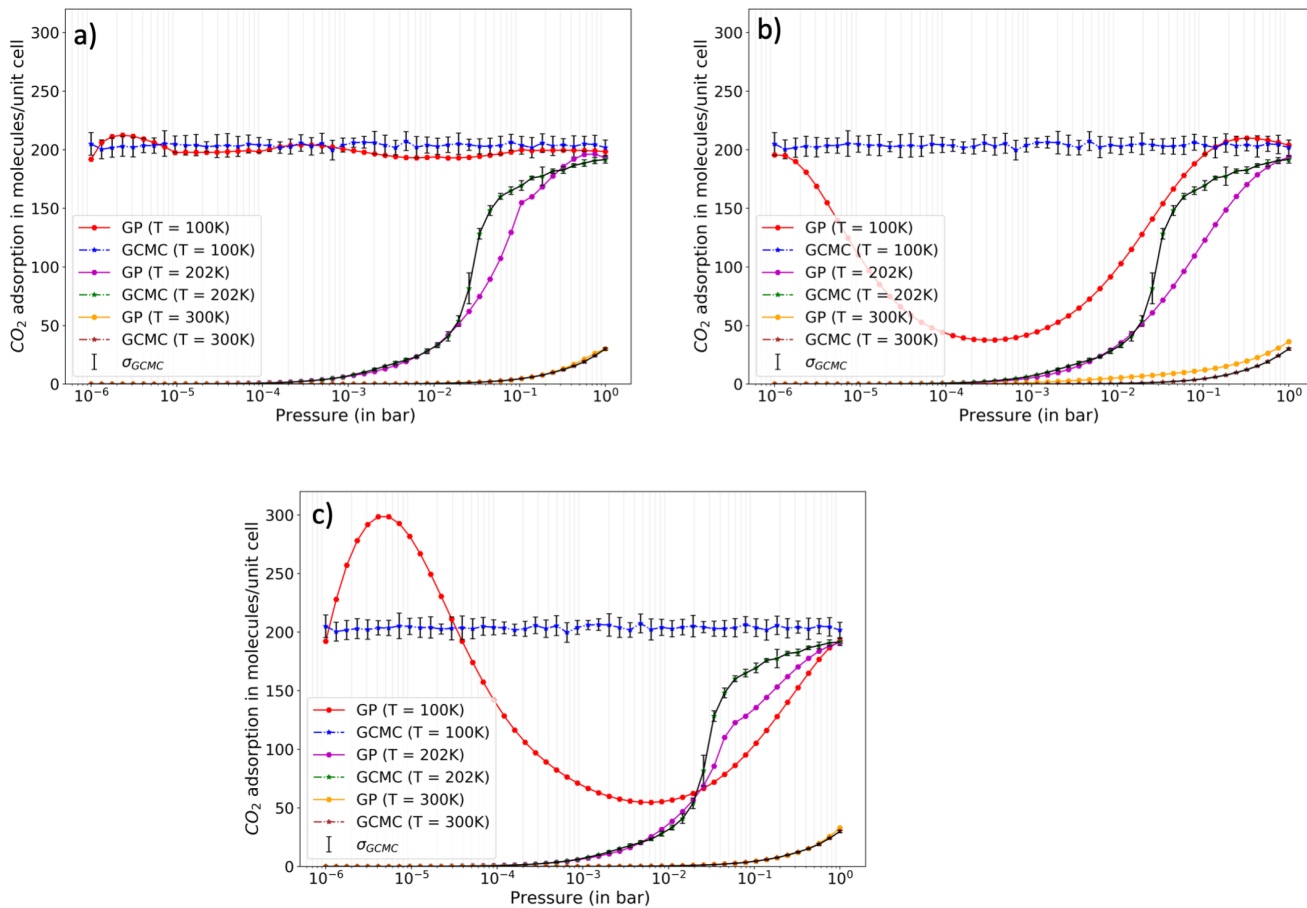 a)
300
250
200
150
100
50
0
CO2 adsorption in molecules/unit cell
GP (T = 100K)
GCMC (T = 100K)
GP (T = 202K)
GCMC (T = 202K)
GP (T = 300K)
GCMC (T = 300K)
σGCMC
10−6 10−5 10−4 10−3 10−2 10−1 100
Pressure (in bar)
b)
300
250
200
150
100
50
0
CO2 adsorption in molecules/unit cell
GP (T = 100K)
GCMC (T = 100K)
GP (T = 202K)
GCMC (T = 202K)
GP (T = 300K)
GCMC (T = 300K)
σGCMC
10−6 10−5 10−4 10−3 10−2 10−1 100
Pressure (in bar)
c)
300
250
200
150
100
50
0
CO2 adsorption in molecules/unit cell
GP (T = 100K)
GCMC (T = 100K)
GP (T = 202K)
GCMC (T = 202K)
GP (T = 300K)
GCMC (T = 300K)
σGCMC
10−6 10−5 10−4 10−3 10−2 10−1 100
Pressure (in bar)